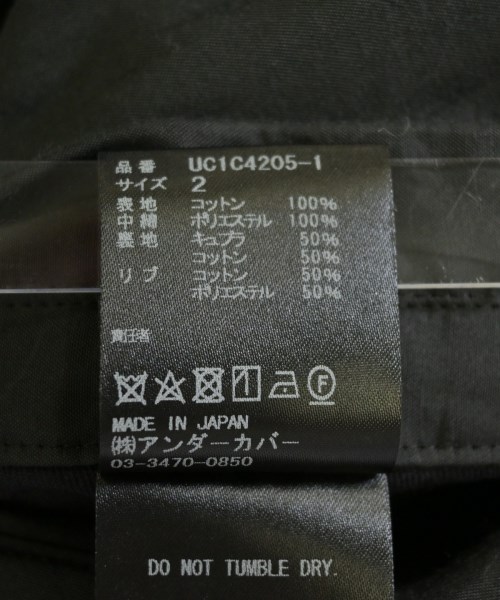 品番 UC1C4205-1
サイズ 2
表地 コットン 100%
中綿 ポリエステル 100%
裏地 キュプラ 50%
コットン 50%
リブ コットン 50%
ポリエステル 50%
責任者
F
MADE IN JAPAN
㈱アンダーカバー
03-3470-0850
DO NOT TUMBLE DRY.